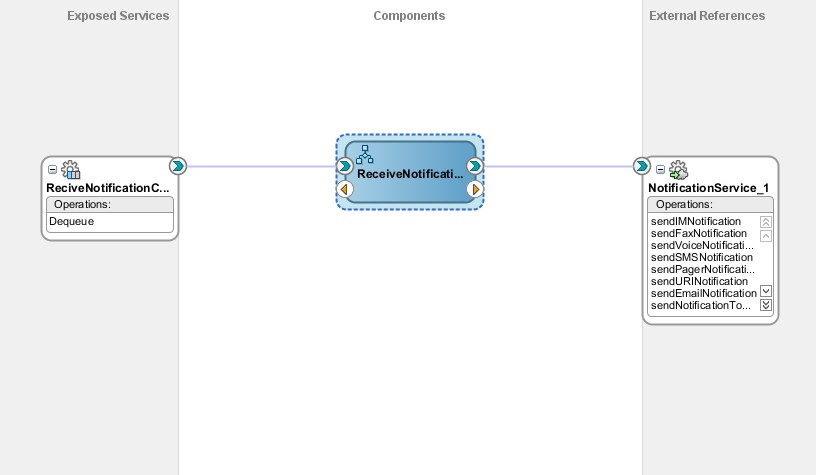 Exposed Services
Components
External References
ReciveNotificationC...
Operations:
Dequeue
ReceiveNotificati...
NotificationService_1
Operations:
sendIMNotification
sendFaxNotification
sendVoiceNotificati...
sendSMSNotification
sendPagerNotificati...
sendURINotification
sendEmailNotification
sendNotificationTo...